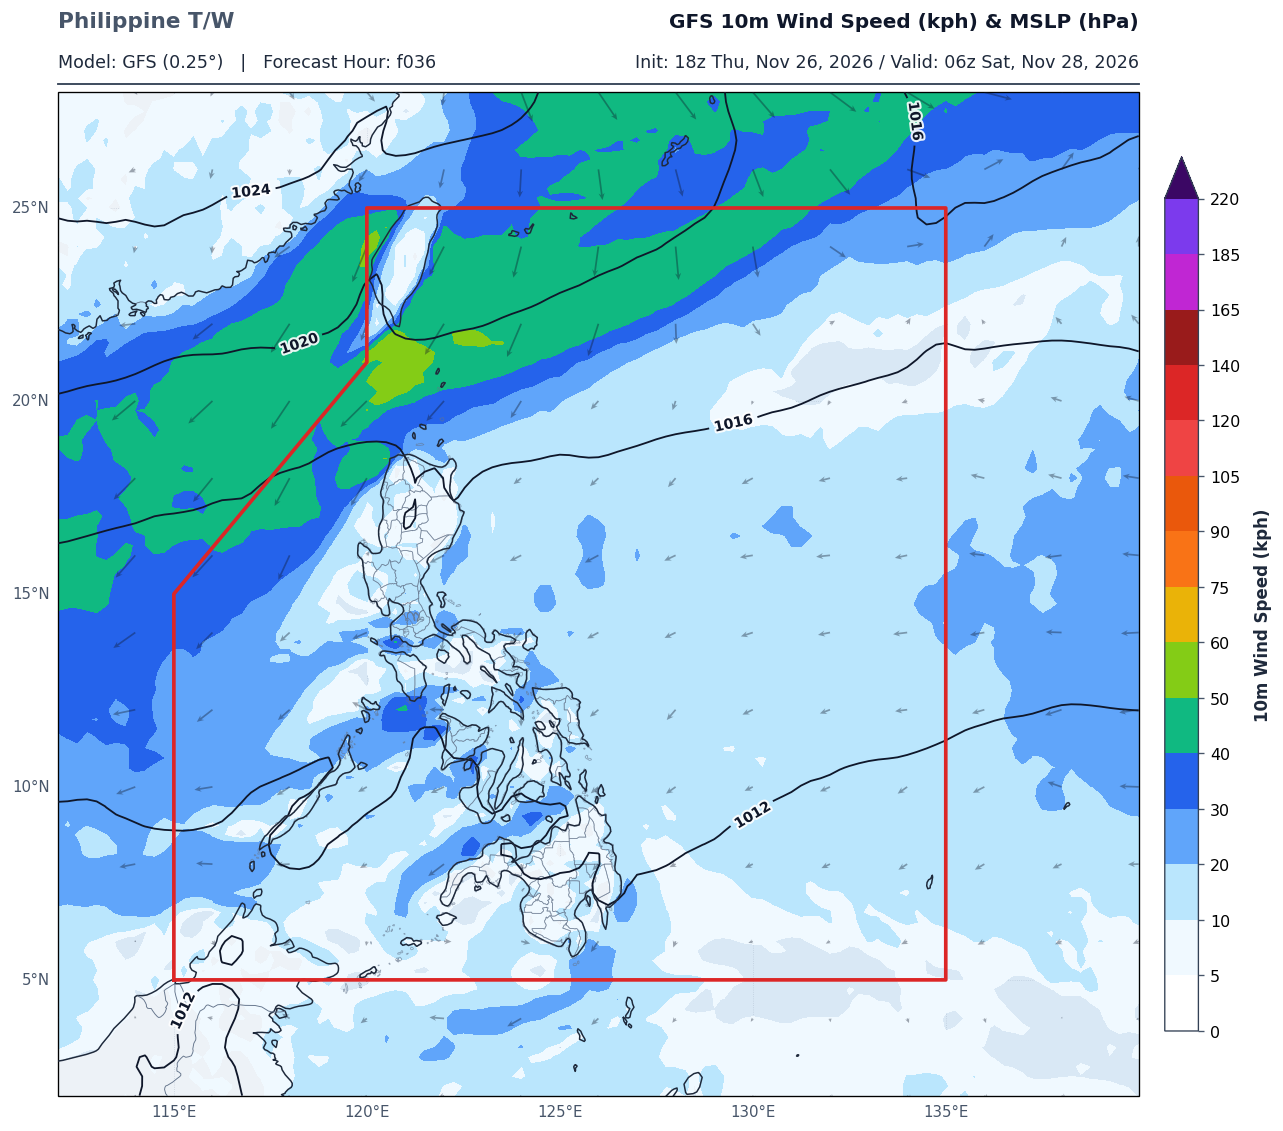 Philippine T/W
GFS 10m Wind Speed (kph) & MSLP (hPa)
Model: GFS (0.25°)   |   Forecast Hour: f036
Init: 18z Thu, Nov 26, 2026 / Valid: 06z Sat, Nov 28, 2026
1016
1024
25°N
1020
20°N
1016
15°N
10°N
1012
5°N
1012
115°E
120°E
125°E
130°E
135°E
220
185
165
140
120
105
90
75
60
50
40
30
20
10
5
0
10m Wind Speed (kph)